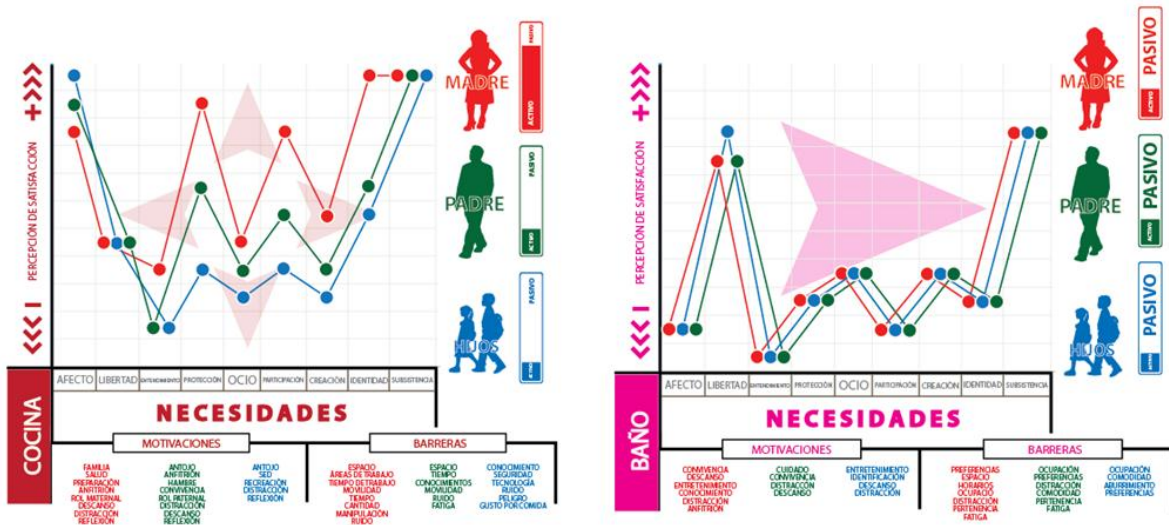 +>>>
PERCEPCIÓN DE SATISFACCIÓN
<<< I
MADRE
PASIVO
ACTIVO
PADRE
PASIVO
ACTIVO
HIJOS
PASIVO
ACTIVO
AFECTO LIBERTAD ENTENDIMIENTO PROTECCIÓN OCIO PARTICIPACIÓN CREACIÓN IDENTIDAD SUBSISTENCIA
COCINA
NECESIDADES
MOTIVACIONES
FAMILIA
SALUD
PREPARACIÓN
ANFITRIÓN
ROL MATERNAL
DESCANSO
DISTRACCIÓN
REFLEXIÓN
ANTOJO
ANFITRIÓN
HAMBRE
CONVIVENCIA
ROL PATERNAL
DISTRACCIÓN
DESCANSO
REFLEXIÓN
ANTOJO
SED
RECREACIÓN
DISTRACCIÓN
REFLEXIÓN
BARRERAS
ESPACIO
ÁREAS DE TRABAJO
TIEMPO DE TRABAJO
MOVILIDAD
TIEMPO
CANTIDAD
MANIPULACIÓN
RUIDO
ESPACIO
TIEMPO
CONOCIMIENTOS
MOVILIDAD
RUIDO
FATIGA
CONOCIMIENTO
SEGURIDAD
TECNOLOGÍA
RUIDO
PELIGRO
GUSTO POR COMIDA
+>>>
PERCEPCIÓN DE SATISFACCIÓN
<<< I
MADRE
PASIVO
ACTIVO
PADRE
PASIVO
ACTIVO
HIJOS
PASIVO
ACTIVO
AFECTO LIBERTAD ENTENDIMIENTO PROTECCIÓN OCIO PARTICIPACIÓN CREACIÓN IDENTIDAD SUBSISTENCIA
BAÑO
NECESIDADES
MOTIVACIONES
CONVIVENCIA
DESCANSO
ENTRETENIMIENTO
CONOCIMIENTO
DISTRACCIÓN
ANFITRIÓN
CUIDADO
CONVIVENCIA
DISTRACCIÓN
DESCANSO
ENTRETENIMIENTO
IDENTIFICACIÓN
DESCANSO
DISTRACCIÓN
BARRERAS
PREFERENCIAS
ESPACIO
HORARIOS
OCUPACIÓ
DISTRACCIÓN
PERTENENCIA
FATIGA
OCUPACIÓN
PREFERENCIAS
DISTRACCIÓN
COMODIDAD
PERTENENCIA
FATIGA
OCUPACIÓN
COMODIDAD
ABURRIMIENTO
PREFERENCIAS